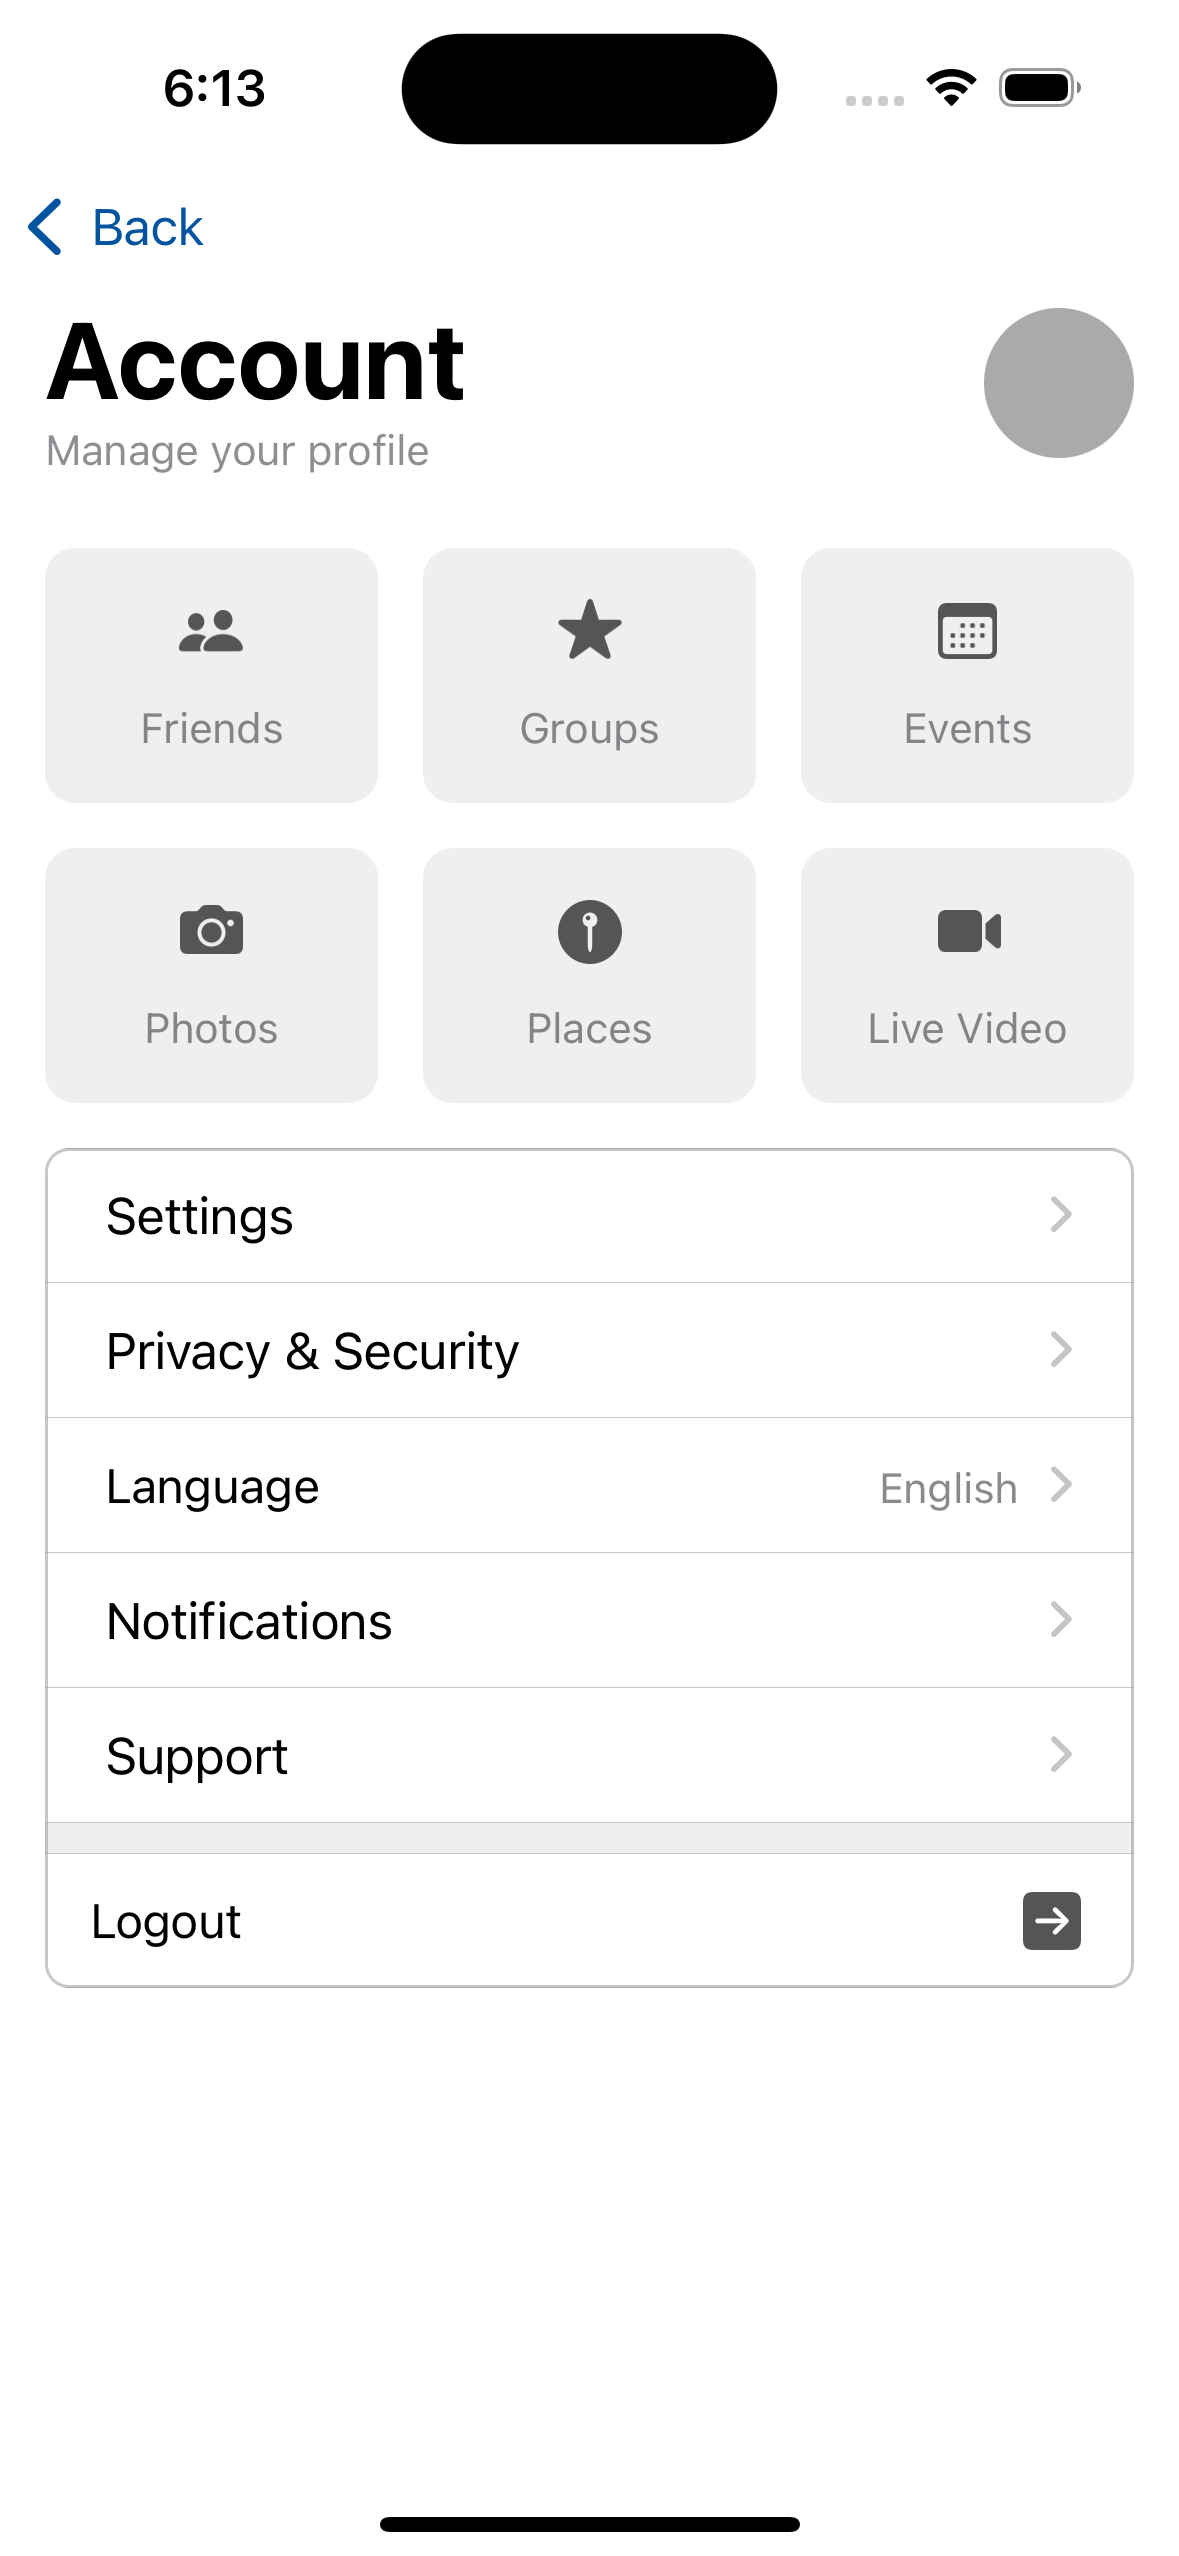 6:13
Back
Account
Manage your profile
Friends
Groups
Events
Photos
Places
Live Video
Settings
Privacy & Security
Language
English
Notifications
Support
Logout